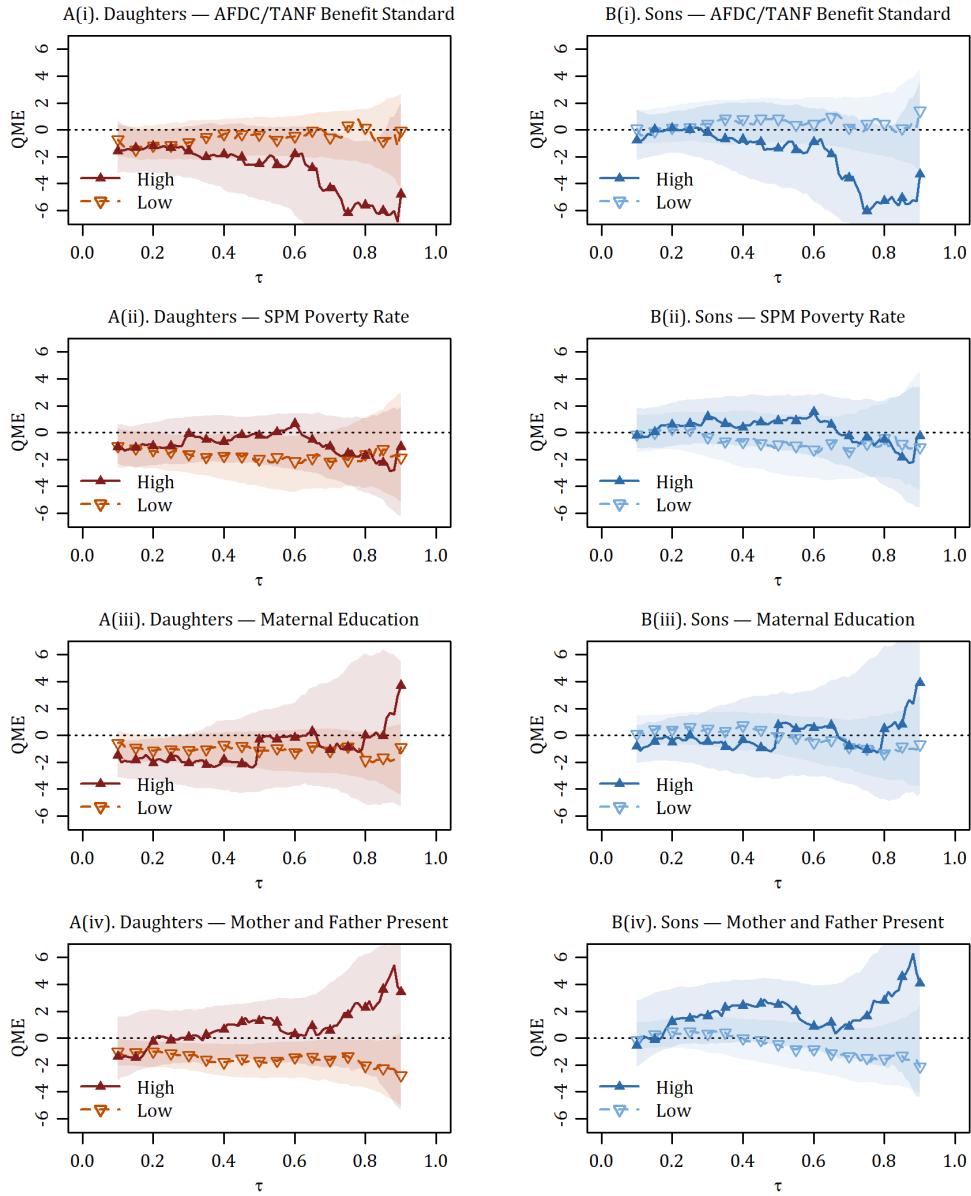 A(i). Daughters — AFDC/TANF Benefit Standard
QME
6
4
2
0
-2
-4
-6
High
Low
0.0 0.2 0.4 0.6 0.8 1.0
τ
B(i). Sons — AFDC/TANF Benefit Standard
QME
6
4
2
0
-2
-4
-6
High
Low
0.0 0.2 0.4 0.6 0.8 1.0
τ
A(ii). Daughters — SPM Poverty Rate
QME
6
4
2
0
-2
-4
-6
High
Low
0.0 0.2 0.4 0.6 0.8 1.0
τ
B(ii). Sons — SPM Poverty Rate
QME
6
4
2
0
-2
-4
-6
High
Low
0.0 0.2 0.4 0.6 0.8 1.0
τ
A(iii). Daughters — Maternal Education
QME
6
4
2
0
-2
-4
-6
High
Low
0.0 0.2 0.4 0.6 0.8 1.0
τ
B(iii). Sons — Maternal Education
QME
6
4
2
0
-2
-4
-6
High
Low
0.0 0.2 0.4 0.6 0.8 1.0
τ
A(iv). Daughters — Mother and Father Present
QME
6
4
2
0
-2
-4
-6
High
Low
0.0 0.2 0.4 0.6 0.8 1.0
τ
B(iv). Sons — Mother and Father Present
QME
6
4
2
0
-2
-4
-6
High
Low
0.0 0.2 0.4 0.6 0.8 1.0
τ